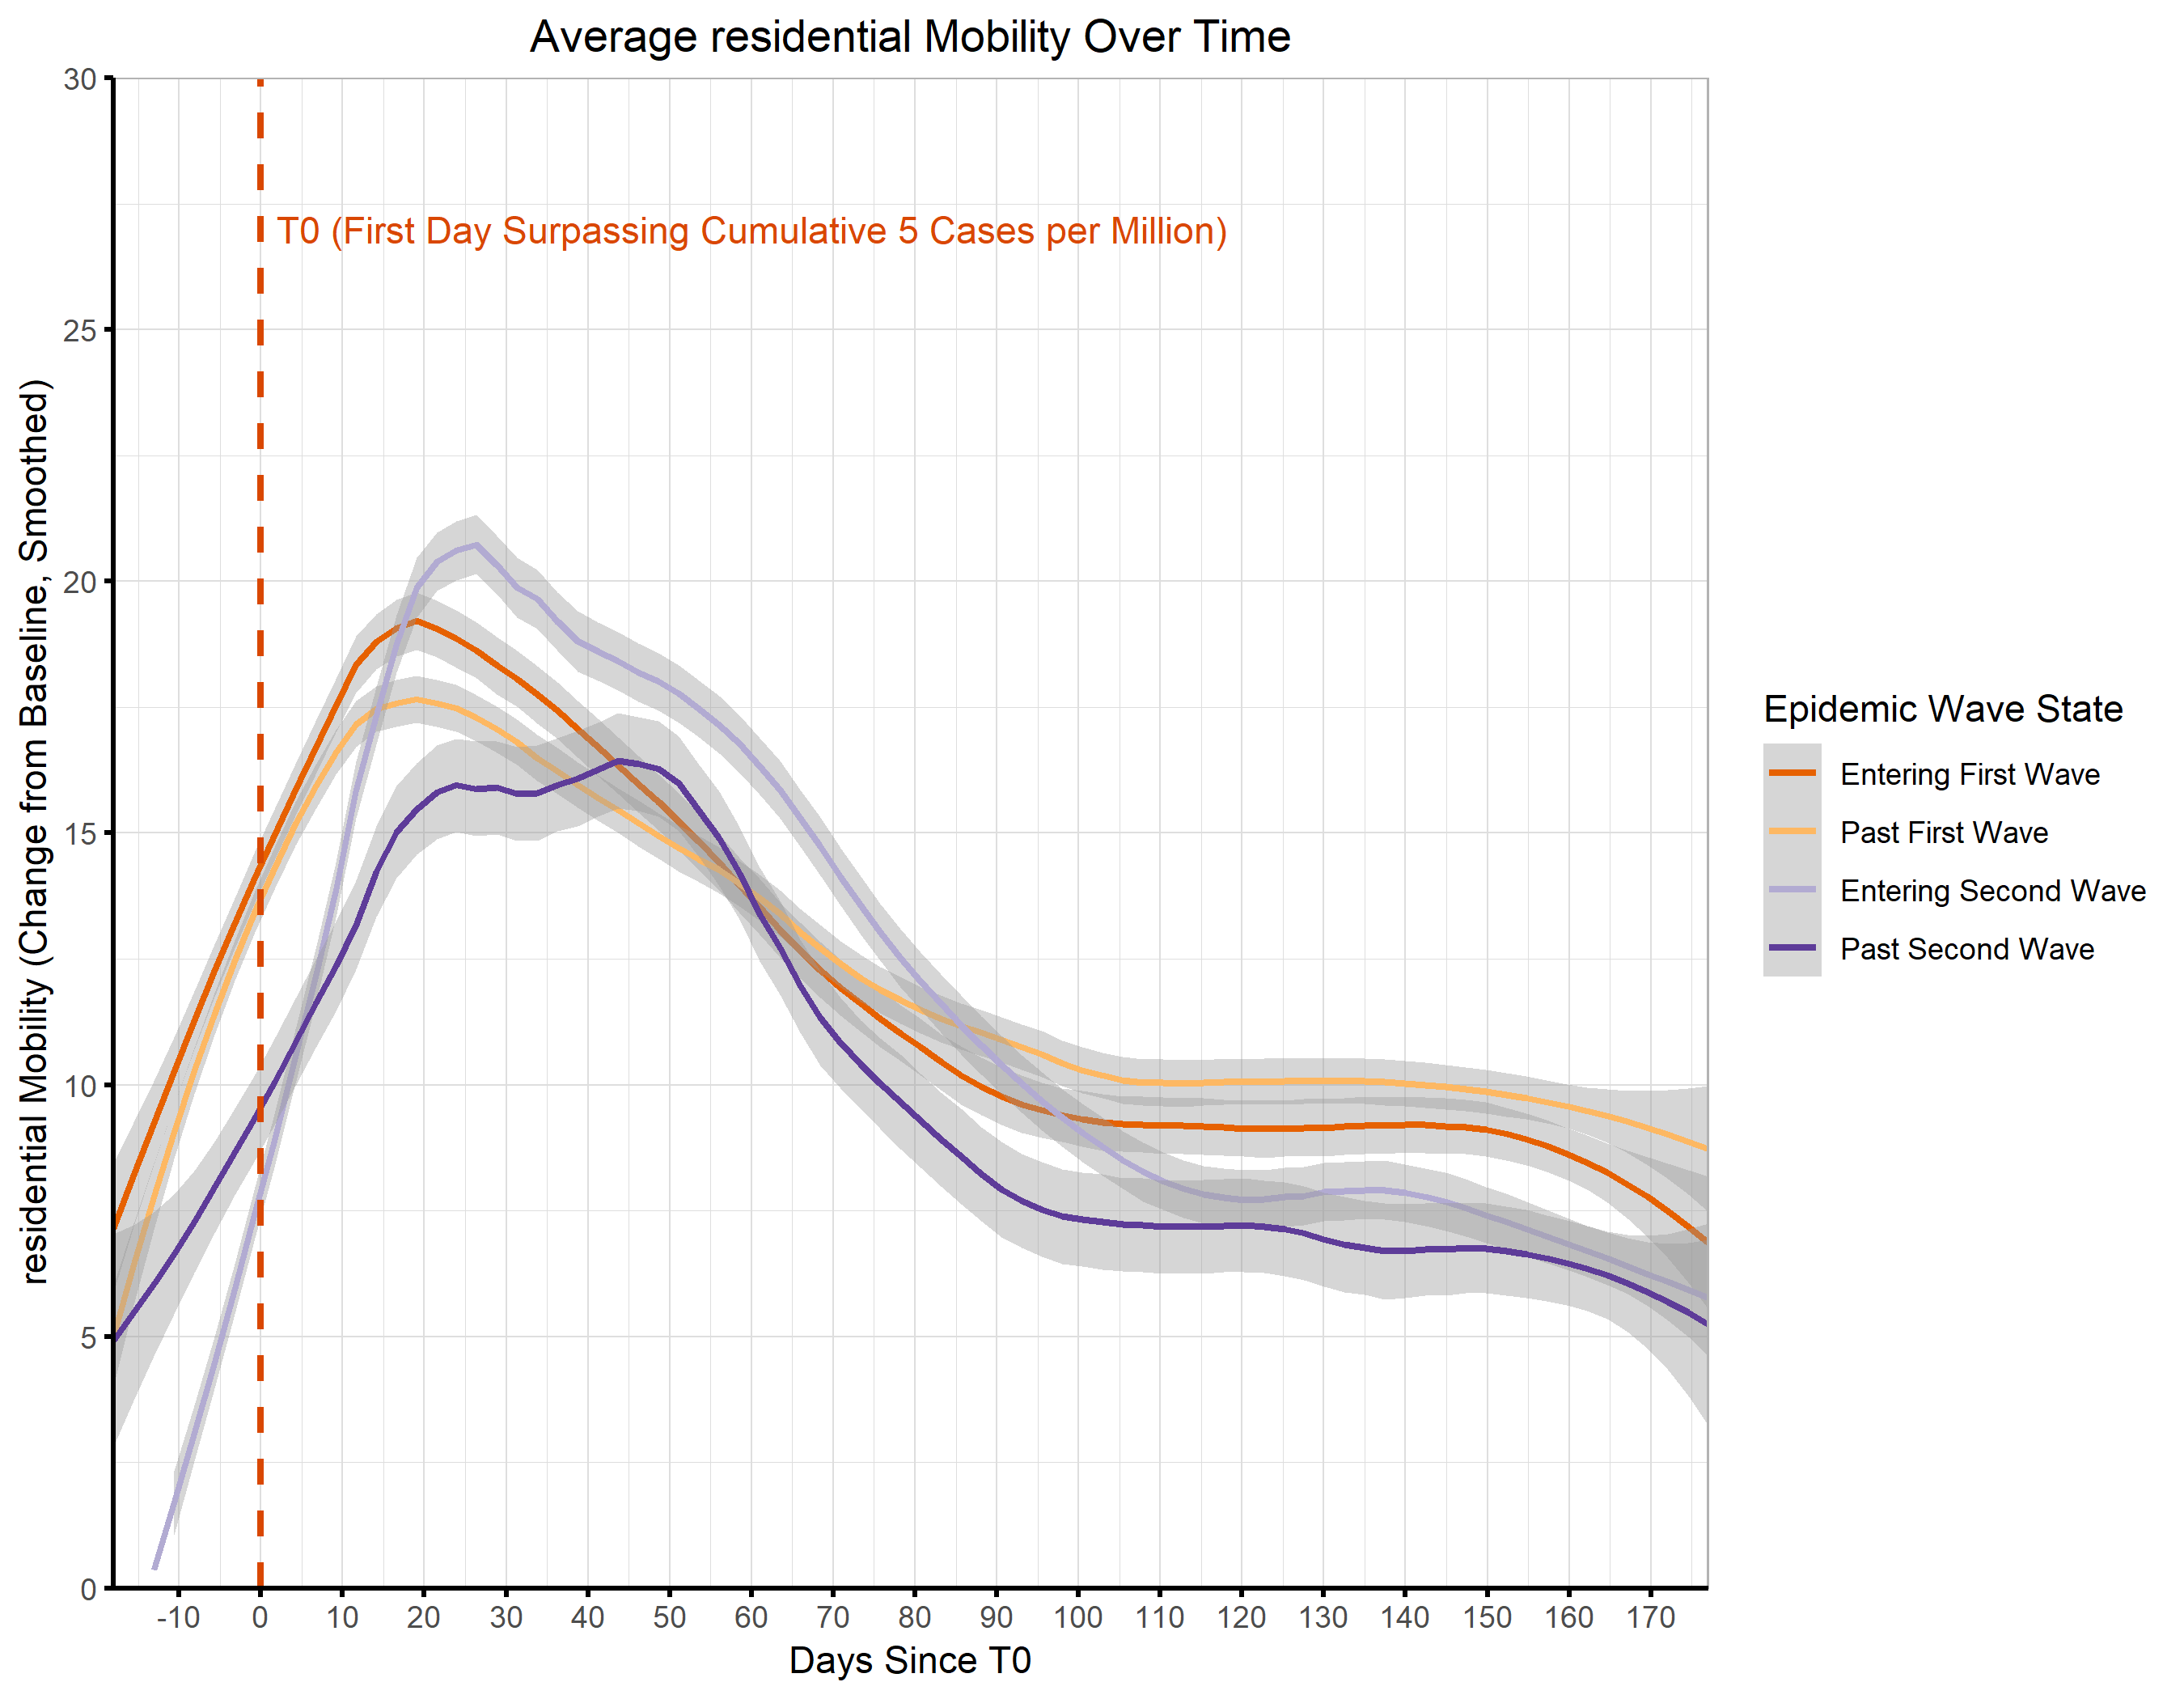 Average residential Mobility Over Time
residential Mobility (Change from Baseline, Smoothed)
30
25
20
15
10
5
0
T0 (First Day Surpassing Cumulative 5 Cases per Million)
-10 0 10 20 30 40 50 60 70 80 90 100 110 120 130 140 150 160 170
Days Since T0
Epidemic Wave State
Entering First Wave
Past First Wave
Entering Second Wave
Past Second Wave